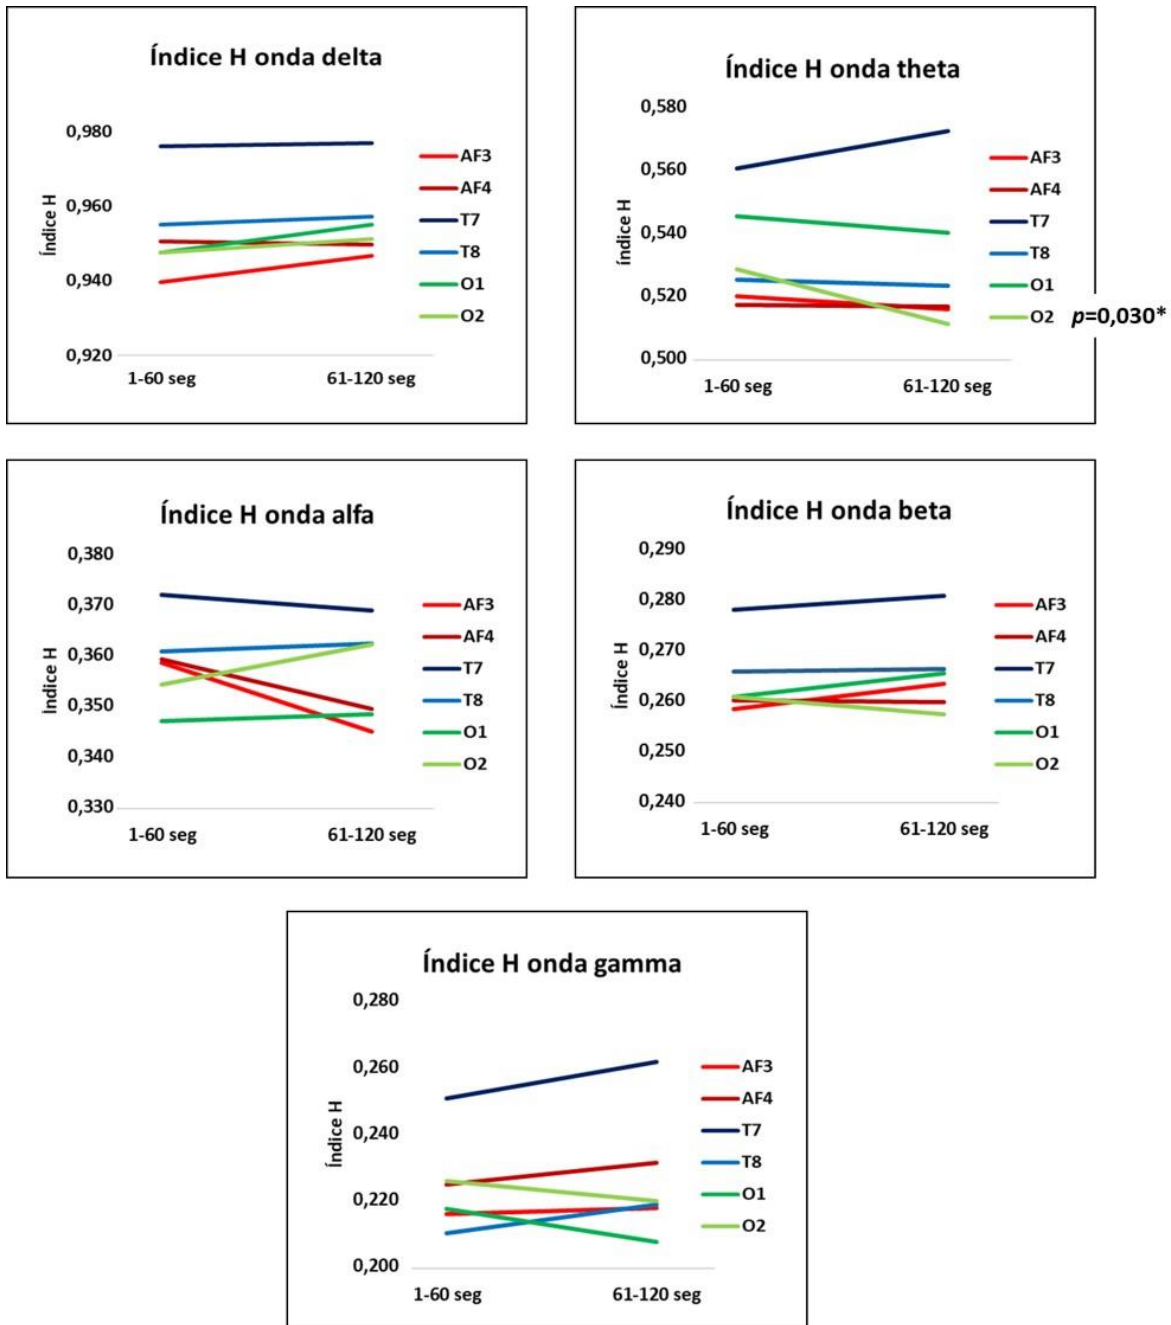 Índice H onda delta
0,980
0,960
0,940
0,920
Índice H
1-60 seg
61-120 seg
AF3
AF4
T7
T8
O1
O2
Índice H onda theta
0,580
0,560
0,540
0,520
0,500
índice H
1-60 seg
61-120 seg
AF3
AF4
T7
T8
O1
O2
p=0,030*
Índice H onda alfa
0,380
0,370
0,360
0,350
0,340
0,330
Índice H
1-60 seg
61-120 seg
AF3
AF4
T7
T8
O1
O2
Índice H onda beta
0,290
0,280
0,270
0,260
0,250
0,240
Índice H
1-60 seg
61-120 seg
AF3
AF4
T7
T8
O1
O2
Índice H onda gamma
0,280
0,260
0,240
0,220
0,200
Índice H
1-60 seg
61-120 seg
AF3
AF4
T7
T8
O1
O2